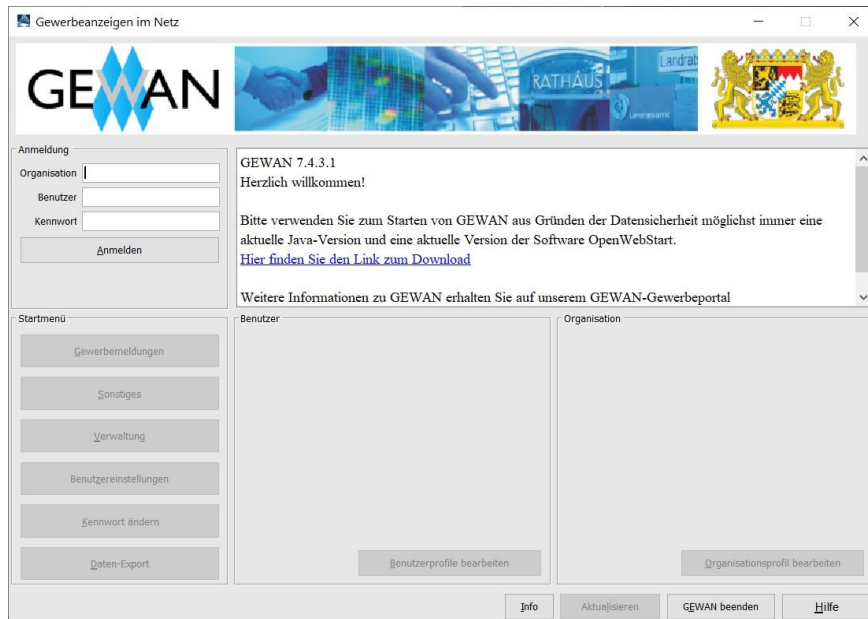 Gewerbeanzeigen im Netz
GEWAN
RATHAUS
Landrats
Landratsamt
Anmeldung
Organisation
Benutzer
Kennwort
Anmelden
GEWAN 7.4.3.1
Herzlich willkommen!
Bitte verwenden Sie zum Starten von GEWAN aus Gründen der Datensicherheit möglichst immer eine
aktuelle Java-Version und eine aktuelle Version der Software OpenWebStart.
Hier finden Sie den Link zum Download
Weitere Informationen zu GEWAN erhalten Sie auf unserem GEWAN-Gewerbeportal
Startmenü
Gewerbemeldungen
Sonstiges
Verwaltung
Benutzereinstellungen
Kennwort ändern
Daten-Export
Benutzer
Benutzerprofile bearbeiten
Organisation
Organisationsprofil bearbeiten
Info
Aktualisieren
GEWAN beenden
Hilfe